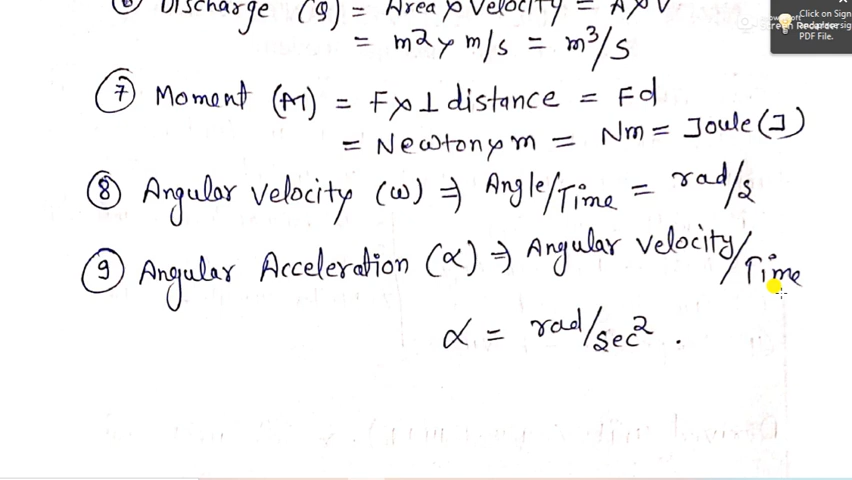 ⑥ Discharge (Q) = Area × Velocity = A × V
= m² × m/s = m³/s
⑦ Moment (M) = F × ⊥ distance = Fd
= Newton × m = Nm = Joule (J)
⑧ Angular velocity (ω) ⇒ Angle/Time = rad/s
⑨ Angular Acceleration (α) ⇒ Angular velocity/Time
α = rad/sec².
Click on Sign
PDF File.